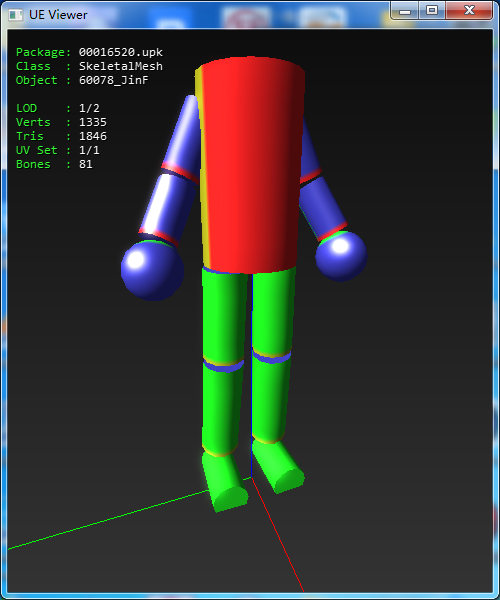 UE Viewer
Package: 00016520.upk
Class : SkeletalMesh
Object : 60078_JinF
LOD : 1/2
Verts : 1335
Tris : 1846
UV Set : 1/1
Bones : 81